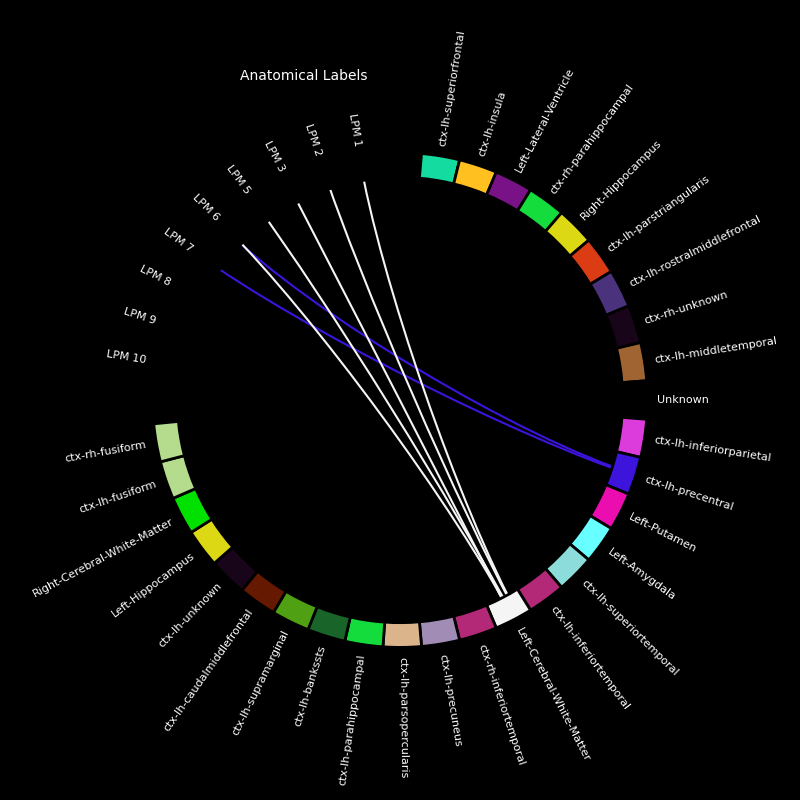 Anatomical Labels
LPM 1
LPM 2
LPM 3
LPM 5
LPM 6
LPM 7
LPM 8
LPM 9
LPM 10
ctx-lh-superiorfrontal
ctx-lh-insula
Left-Lateral-Ventricle
ctx-rh-parahippocampal
Right-Hippocampus
ctx-lh-parstriangularis
ctx-lh-rostralmiddlefrontal
ctx-rh-unknown
ctx-lh-middletemporal
Unknown
ctx-lh-inferiorparietal
ctx-lh-precentral
Left-Putamen
Left-Amygdala
ctx-lh-superiortemporal
ctx-lh-inferiortemporal
Left-Cerebral-White-Matter
ctx-rh-inferiortemporal
ctx-lh-precuneus
ctx-lh-parsopercularis
ctx-lh-parahippocampal
ctx-lh-bankssts
ctx-lh-supramarginal
ctx-lh-caudalmiddlefrontal
ctx-lh-unknown
Left-Hippocampus
Right-Cerebral-White-Matter
ctx-lh-fusiform
ctx-rh-fusiform